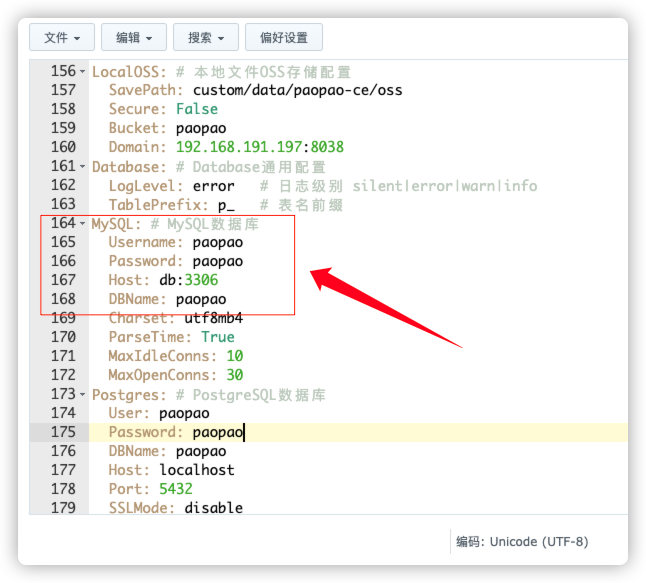 文件 编辑 搜索 偏好设置
156 LocalOSS: # 本地文件OSS存储配置
157 SavePath: custom/data/paopao-ce/oss
158 Secure: False
159 Bucket: paopao
160 Domain: 192.168.191.197:8038
161 Database: # Database通用配置
162 LogLevel: error # 日志级别 silent|error|warn|info
163 TablePrefix: p_ # 表名前缀
164 MySQL: # MySQL数据库
165 Username: paopao
166 Password: paopao
167 Host: db:3306
168 DBName: paopao
169 Charset: utf8mb4
170 ParseTime: True
171 MaxIdleConns: 10
172 MaxOpenConns: 30
173 Postgres: # PostgreSQL数据库
174 User: paopao
175 Password: paopao
176 DBName: paopao
177 Host: localhost
178 Port: 5432
179 SSLMode: disable
编码: Unicode (UTF-8)